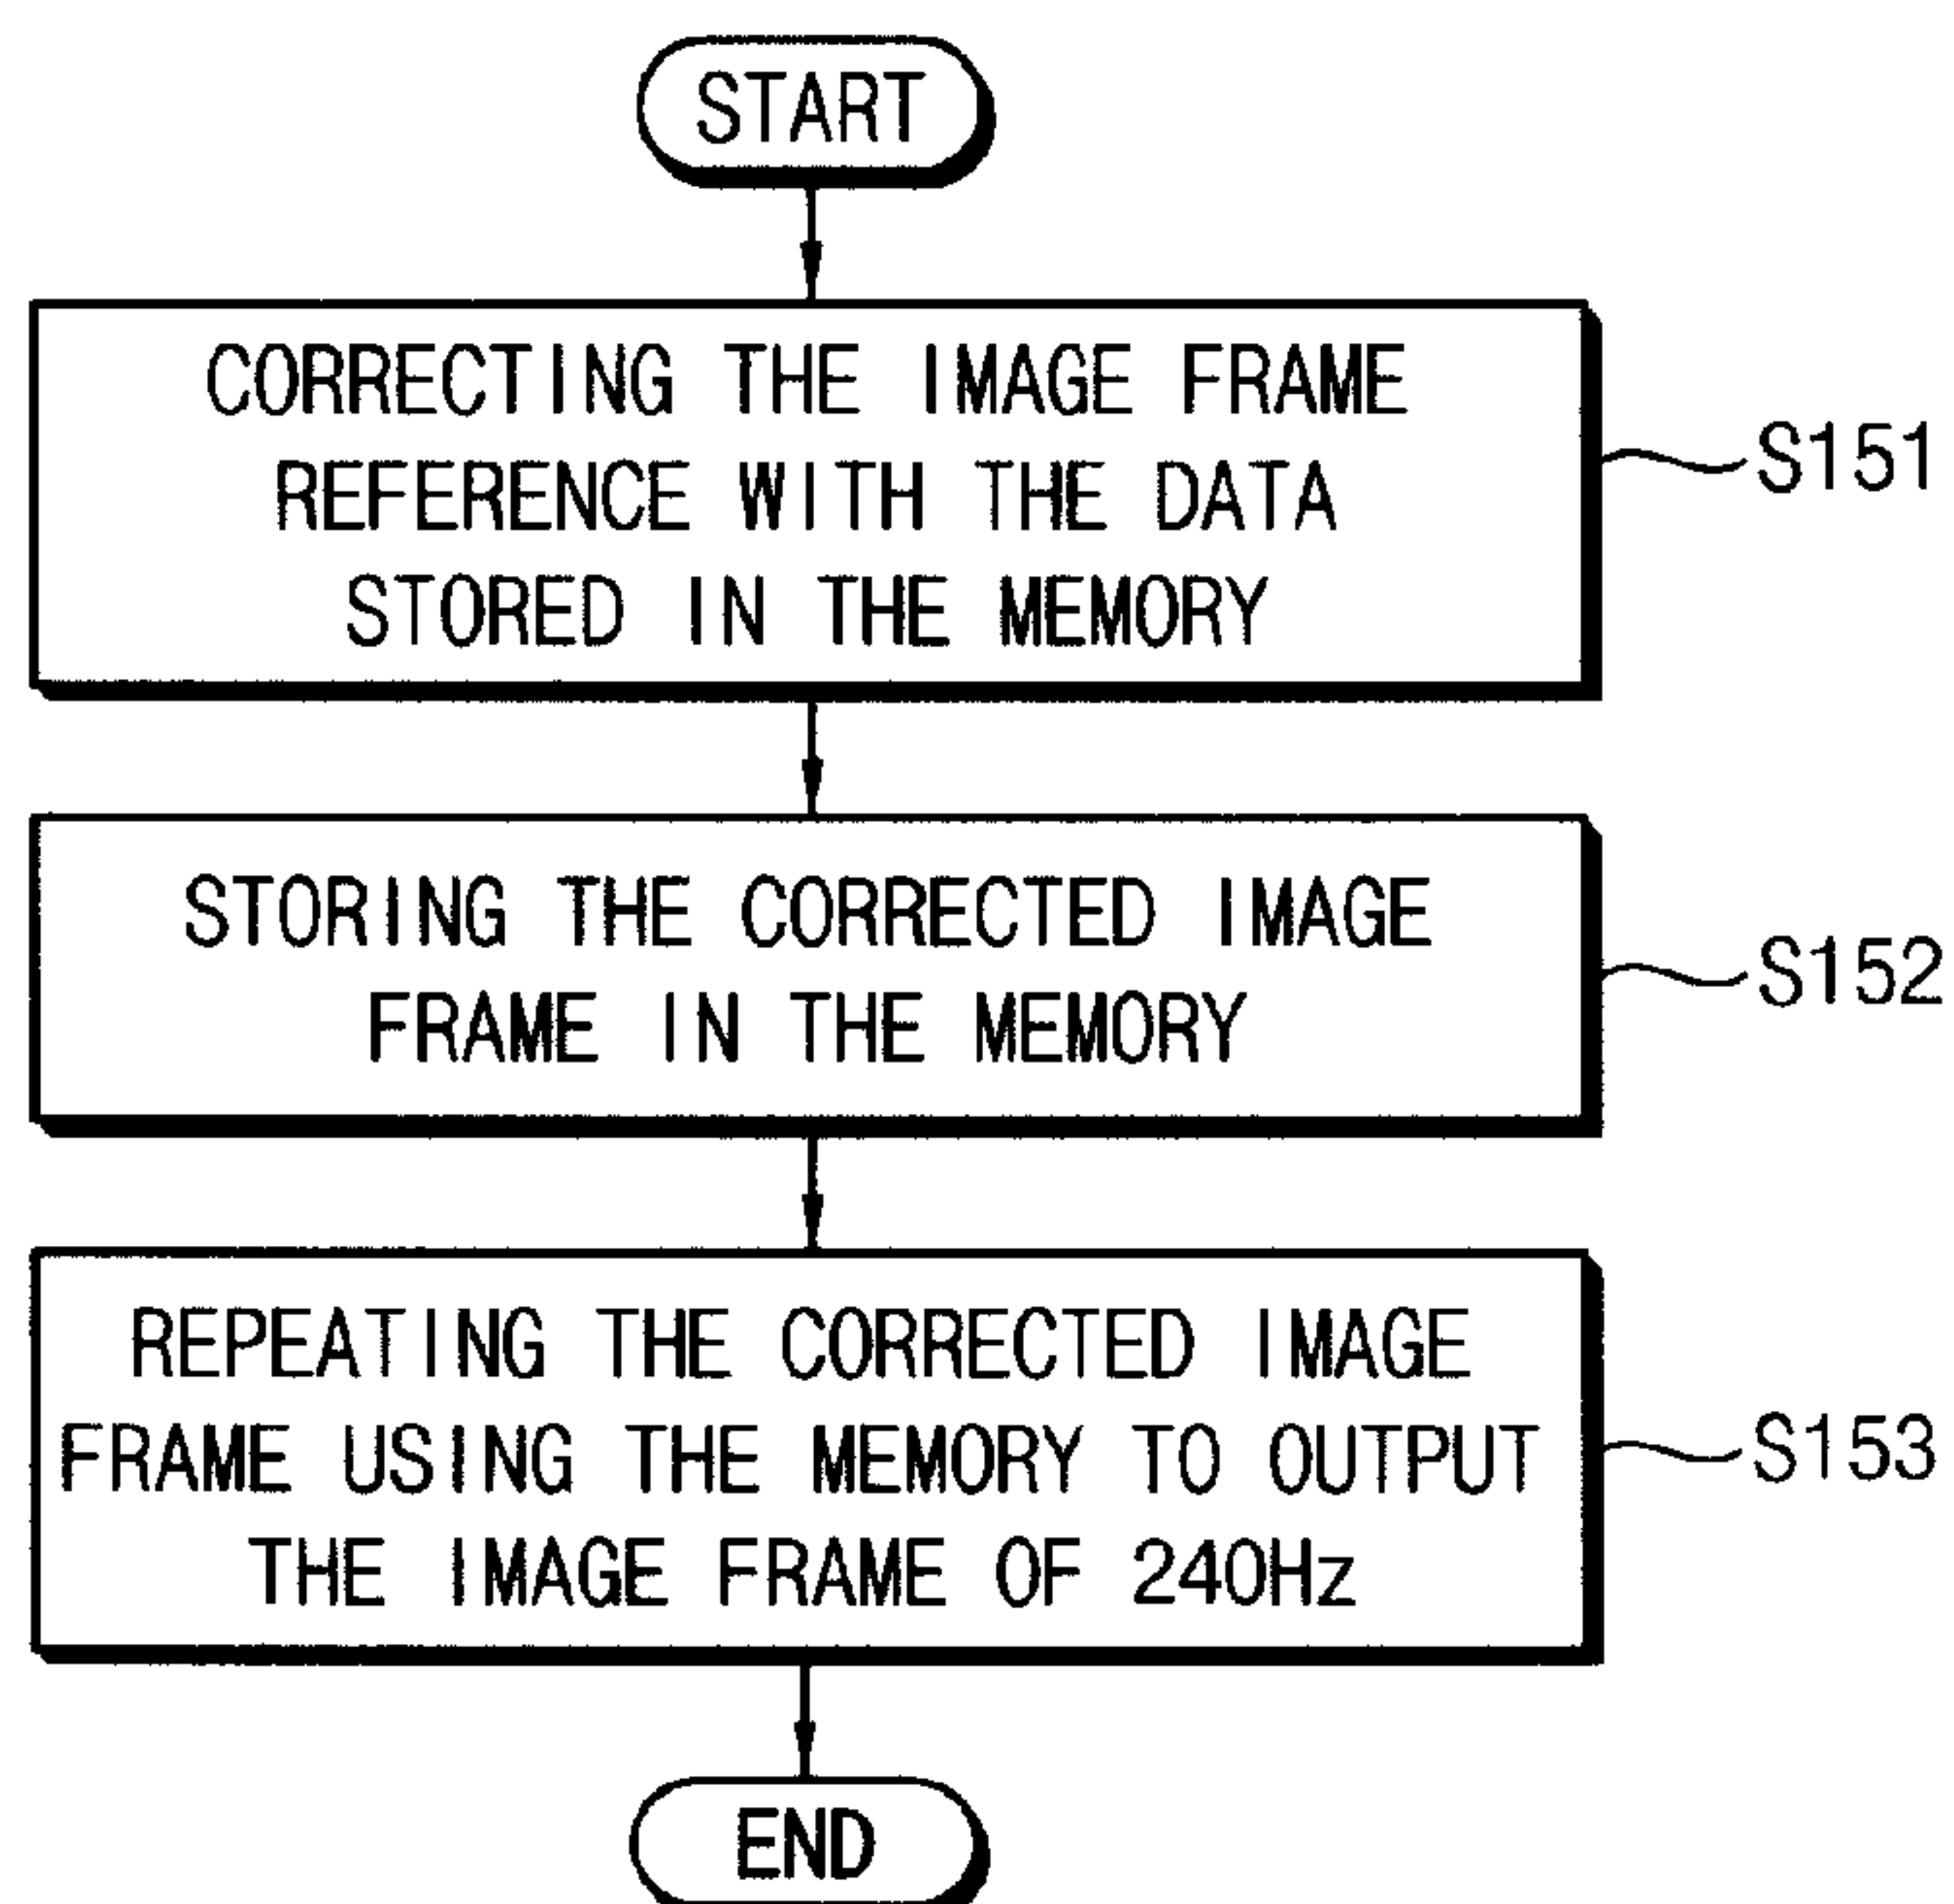 START
CORRECTING THE IMAGE FRAME
REFERENCE WITH THE DATA
STORED IN THE MEMORY
S151
STORING THE CORRECTED IMAGE
FRAME IN THE MEMORY
S152
REPEATING THE CORRECTED IMAGE
FRAME USING THE MEMORY TO OUTPUT
THE IMAGE FRAME OF 240Hz
S153
END